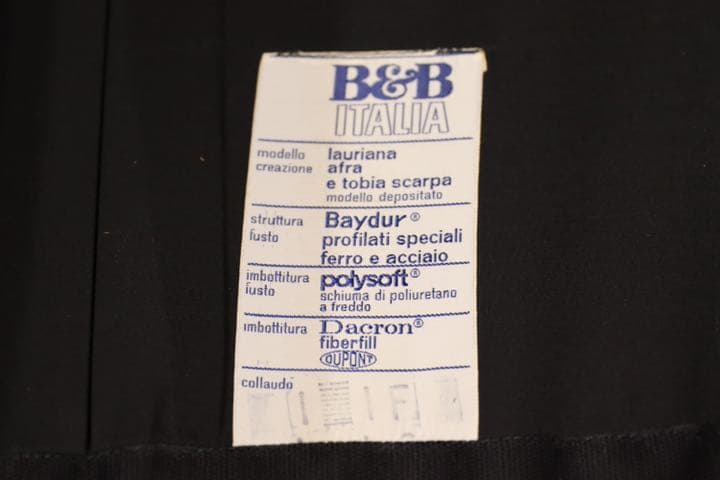 B&B
ITALIA
modello lauriana
creazione afra
e tobia scarpa
modello depositato
struttura Baydur®
fusto profilati speciali
ferro e acciaio
imbottitura polysoft®
fusto schiuma di poliuretano
a freddo
imbottitura Dacron®
fiberfill
DUPONT
collaudo